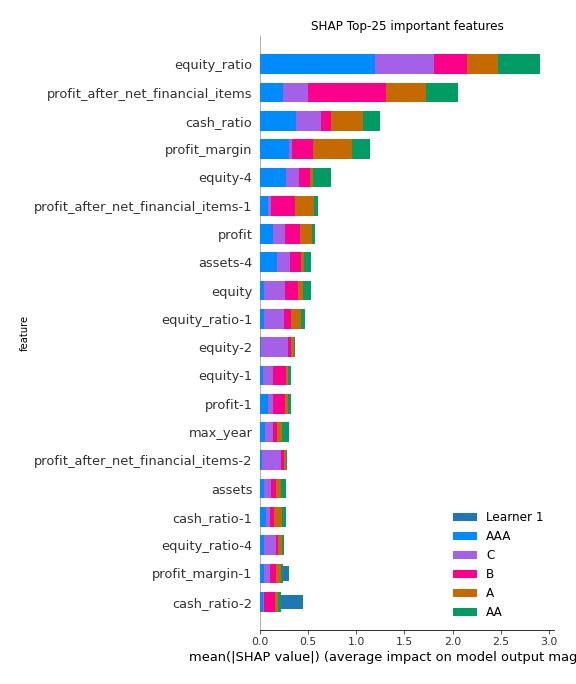 SHAP Top-25 important features
equity_ratio
profit_after_net_financial_items
cash_ratio
profit_margin
equity-4
profit_after_net_financial_items-1
profit
assets-4
equity
equity_ratio-1
equity-2
equity-1
profit-1
max_year
profit_after_net_financial_items-2
assets
cash_ratio-1
equity_ratio-4
profit_margin-1
cash_ratio-2
feature
Learner 1
AAA
C
B
A
AA
0.0 0.5 1.0 1.5 2.0 2.5 3.0
mean(|SHAP value|) (average impact on model output mag